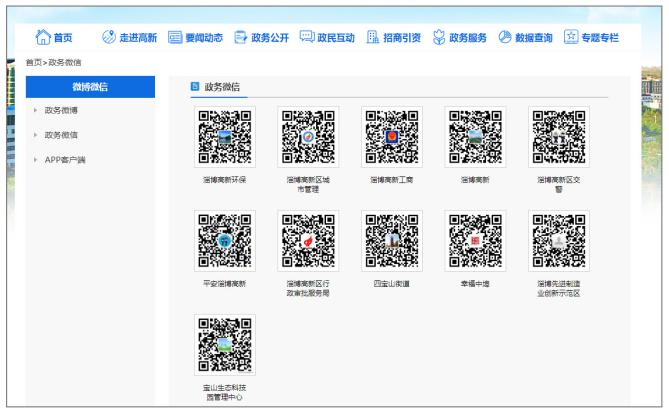 首页 走进高新 要闻动态 政务公开 政民互动 招商引资 政务服务 数据查询 专题专栏
首页>政务微信
微博微信
政务微博
政务微信
APP客户端
政务微信
淄博高新环保 淄博高新区城 淄博高新工商 淄博高新 淄博高新区交
市管理 警
平安淄博高新 淄博高新区行 四宝山街道 幸福中埠 淄博先进制造
政审批服务局 业创新示范区
宝山生态科技
园管理中心